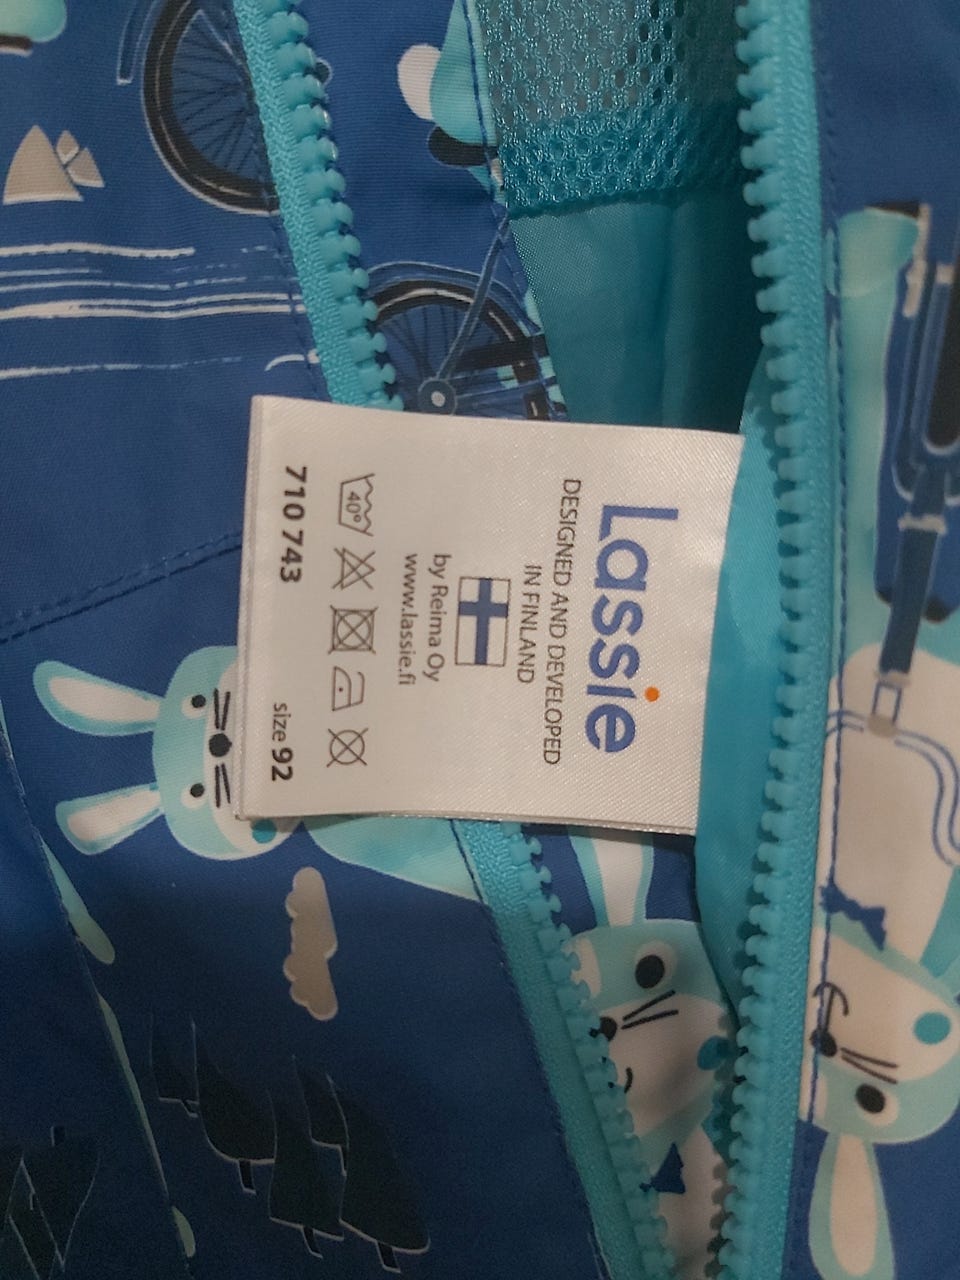 Lassie
DESIGNED AND DEVELOPED
IN FINLAND
by Reima Oy
www.lassie.fi
40°
710 743 size 92